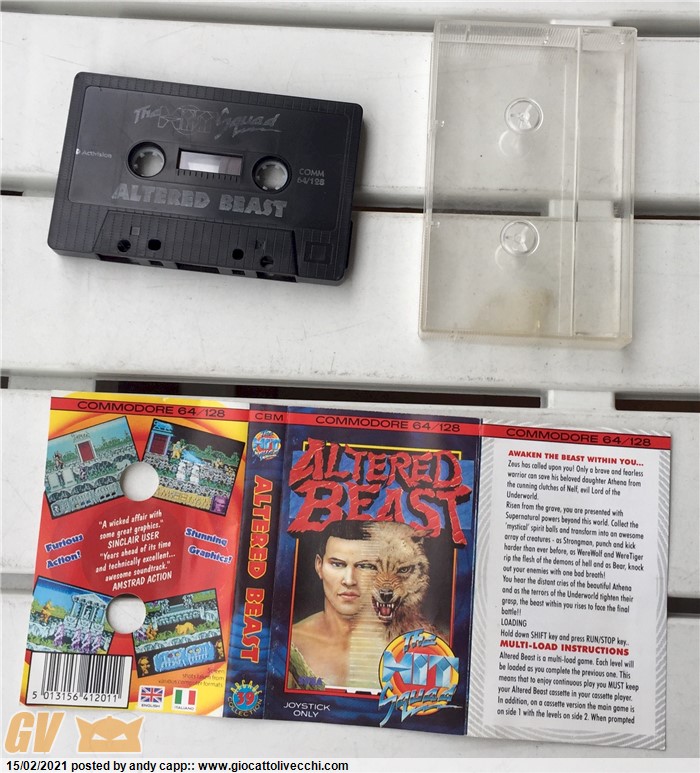 The HIT Squad
Activision
COMM
64/128
ALTERED BEAST
COMMODORE 64/128
"A wicked affair with
some great graphics."
SINCLAIR USER
"Years ahead of its time
and technically excellent...
awesome soundtrack."
AMSTRAD ACTION
Furious
Action!
Stunning
Graphics!
5 013156 412011
ENGLISH
ITALIANO
CBM
The HIT Squad
ALTERED BEAST
39
COMMODORE 64/128
ALTERED
BEAST
The
HIT
Squad
JOYSTICK
ONLY
COMMODORE 64/128
AWAKEN THE BEAST WITHIN YOU...
Zeus has called upon you! Only a brave and fearless
warrior can save his beloved daughter Athena from
the cunning clutches of Nelf, evil Lord of the
Underworld.
Risen from the grave, you are presented with
Supernatural powers beyond this world. Collect the
'mystical' spirit balls and transform into an awesome
array of creatures - as Strongman, punch and kick
harder than ever before, as WereWolf and WereTiger
rip the flesh of the demons of hell and as Bear, knock
out your enemies with one bad breath!
You hear the distant cries of the beautiful Athena
and as the terrors of the Underworld tighten their
grasp, the beast within you rises to face the final
battle!!
LOADING
Hold down SHIFT key and press RUN/STOP key.
MULTI-LOAD INSTRUCTIONS
Altered Beast is a multi-load game. Each level will
be loaded as you complete the previous one. This
means that to enjoy continuous play you MUST keep
your Altered Beast cassette in your cassette player.
In addition, on a cassette version the main game is
on side 1 with the levels on side 2. When prompted
GV
15/02/2021 posted by andy capp:: www.giocattolivecchi.com